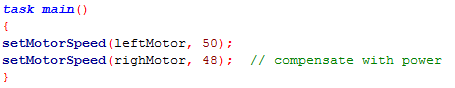 task main()
{
setMotorSpeed(leftMotor, 50);
setMotorSpeed(righMotor, 48);  // compensate with power
}